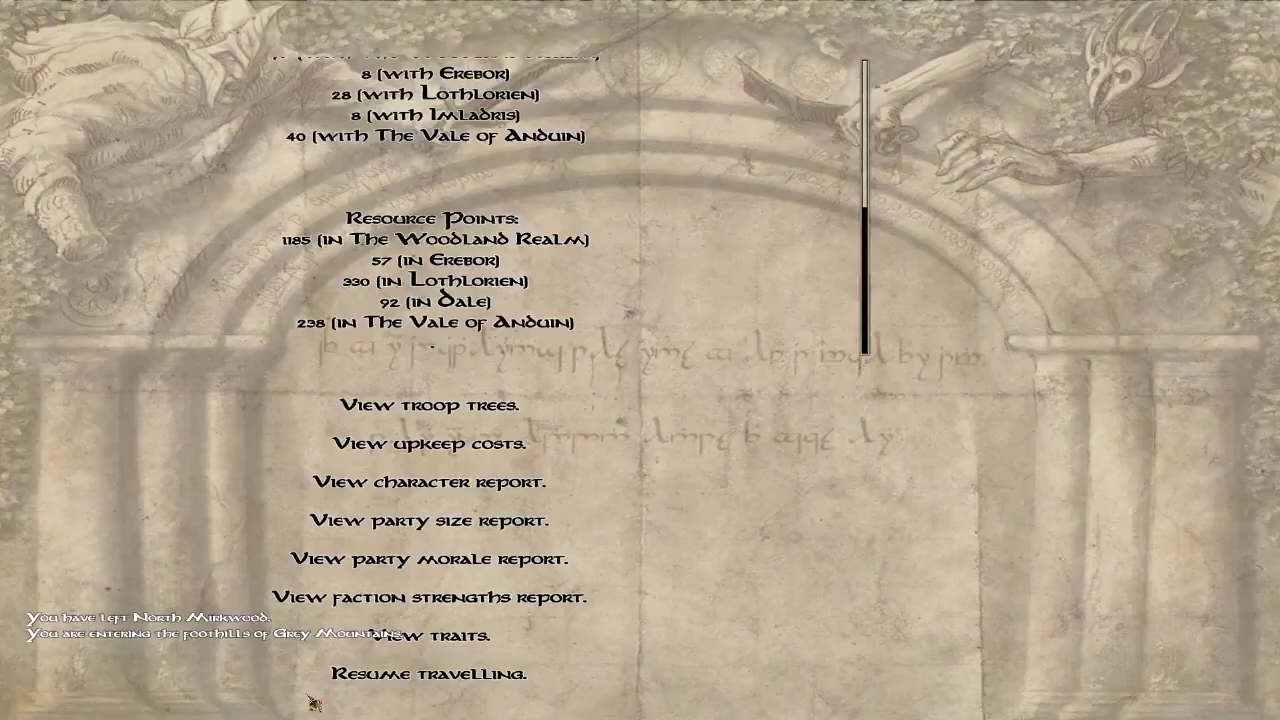 8 (with Erebor)
28 (with Lothlorien)
8 (with Imladris)
40 (with The Vale of Anduin)
Resource Points:
1185 (in The Woodland Realm)
57 (in Erebor)
330 (in Lothlorien)
92 (in Dale)
238 (in The Vale of Anduin)
.
View troop trees.
View upkeep costs.
View character report.
View party size report.
View party morale report.
View faction strengths report.
You have left North Mirkwood.
You are entering the foothills of Grey Mountains.
View traits.
Resume travelling.